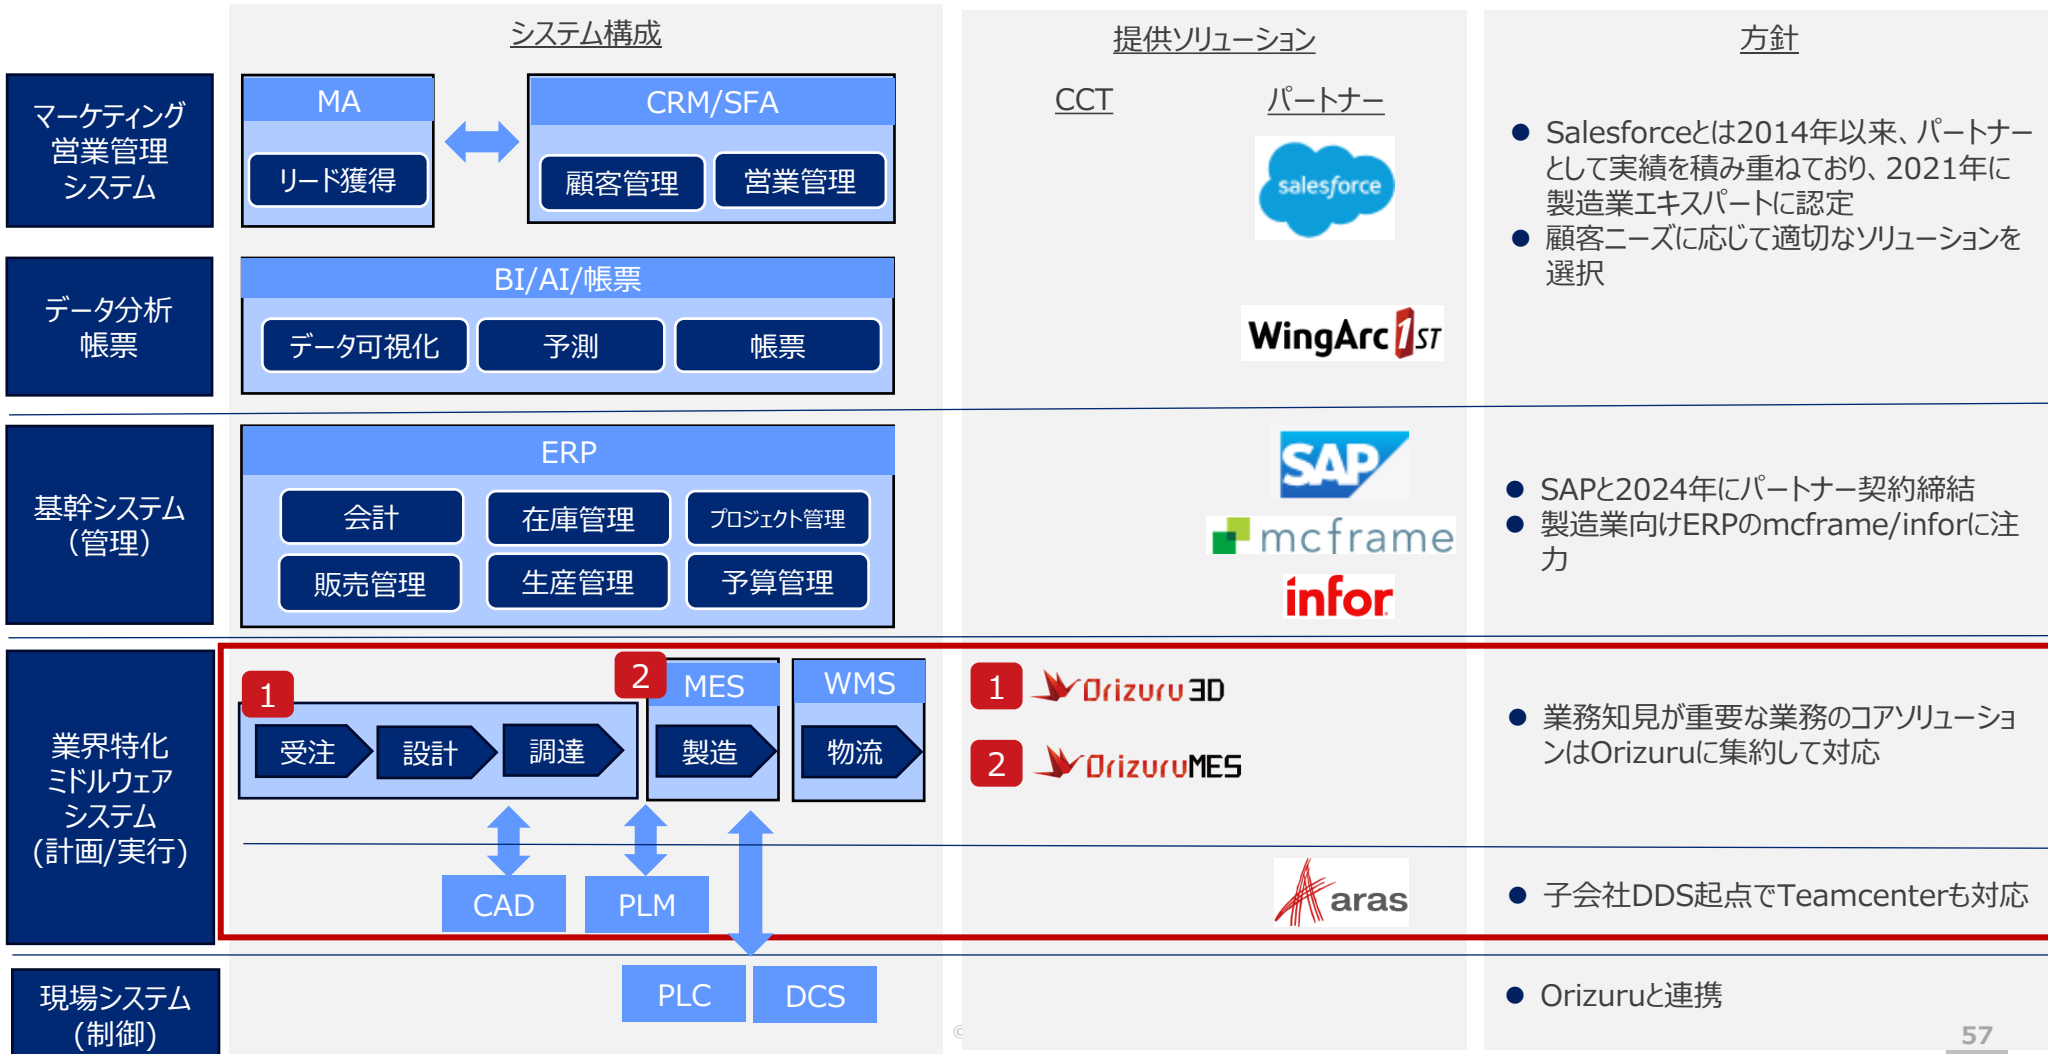 システム構成
提供ソリューション
方針
マーケティング
営業管理
システム
MA
リード獲得
CRM/SFA
顧客管理
営業管理
CCT
パートナー
salesforce
● Salesforceとは2014年以来、パートナー
として実績を積み重ねており、2021年に
製造業エキスパートに認定
● 顧客ニーズに応じて適切なソリューションを
選択
データ分析
帳票
BI/AI/帳票
データ可視化
予測
帳票
WingArc 1ST
基幹システム
（管理）
ERP
会計
在庫管理
プロジェクト管理
販売管理
生産管理
予算管理
SAP
mcframe
infor
● SAPと2024年にパートナー契約締結
● 製造業向けERPのmcframe/inforに注
力
業界特化
ミドルウェア
システム
(計画/実行)
1
受注
設計
調達
2
MES
製造
WMS
物流
CAD
PLM
1
Orizuru 3D
2
OrizuruMES
aras
● 業務知見が重要な業務のコアソリューショ
ンはOrizuruに集約して対応
● 子会社DDS起点でTeamcenterも対応
現場システム
(制御)
PLC
DCS
● Orizuruと連携
©
57